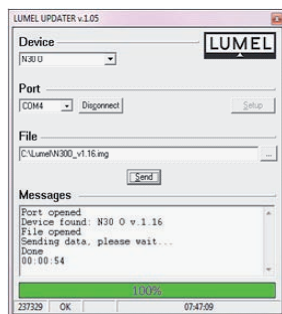 LUMEL UPDATER v.1.05
Device
LUMEL
N30 O
Port
COM4
Disconnect
Setup
File
C:\Lumel\N30O_v1.16.img
...
Send
Messages
Port opened
Device found: N30 O v.1.16
File opened
Sending data, please wait...
Done
00:00:54
100%
237329 OK 07:47:09